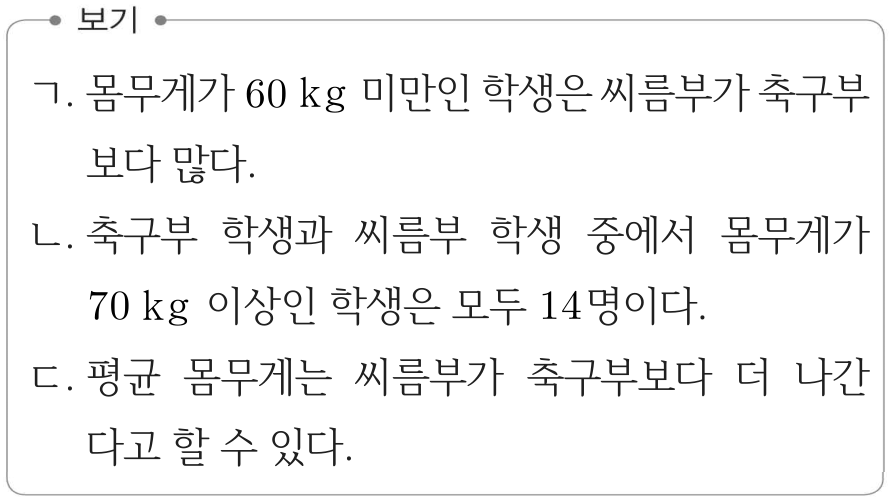 보기
ㄱ. 몸무게가 60 kg 미만인 학생은 씨름부가 축구부
보다 많다.
ㄴ. 축구부 학생과 씨름부 학생 중에서 몸무게가
70 kg 이상인 학생은 모두 14명이다.
ㄷ. 평균 몸무게는 씨름부가 축구부보다 더 나간
다고 할 수 있다.